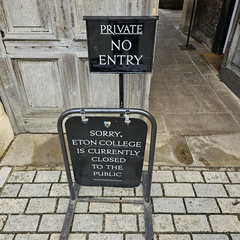 PRIVATE
NO
ENTRY
SORRY,
ETON COLLEGE
IS CURRENTLY
CLOSED
TO THE
PUBLIC